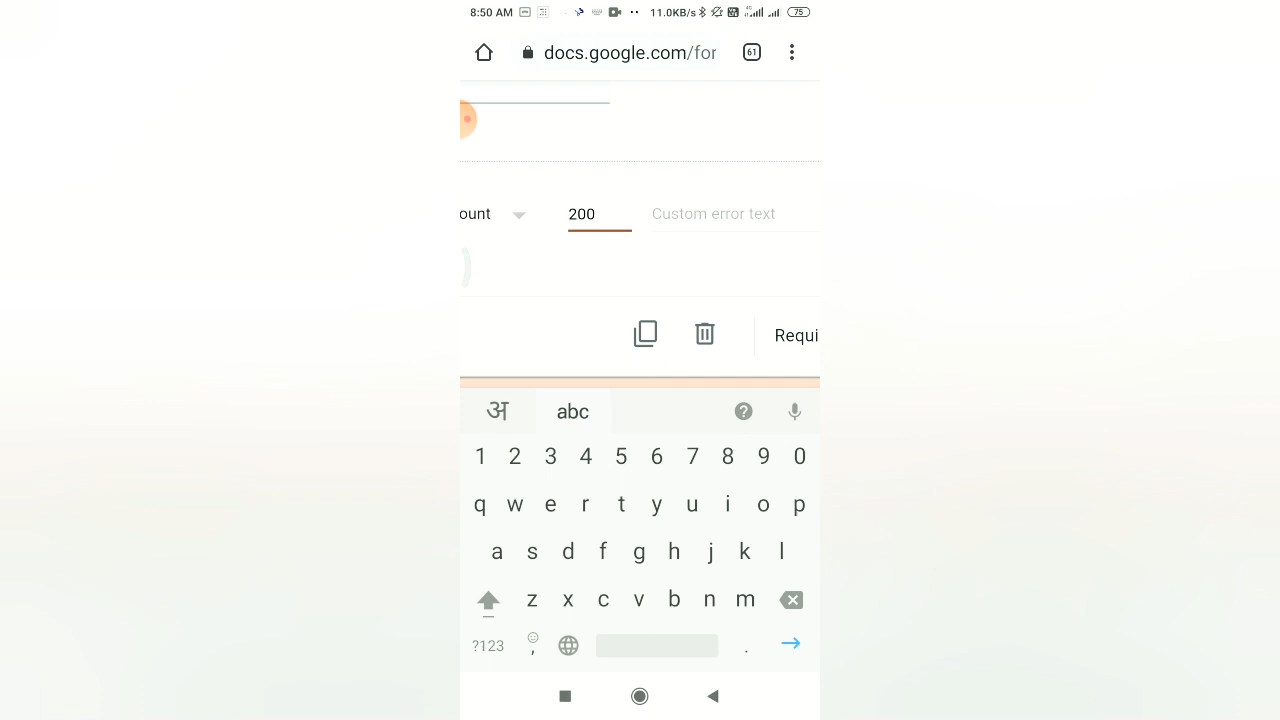 8:50 AM 11.0KB/s 4G 75
docs.google.com/for 61
ount 200 Custom error text
Requi
अ abc
1 2 3 4 5 6 7 8 9 0
q w e r t y u i o p
a s d f g h j k l
z x c v b n m
?123 , .